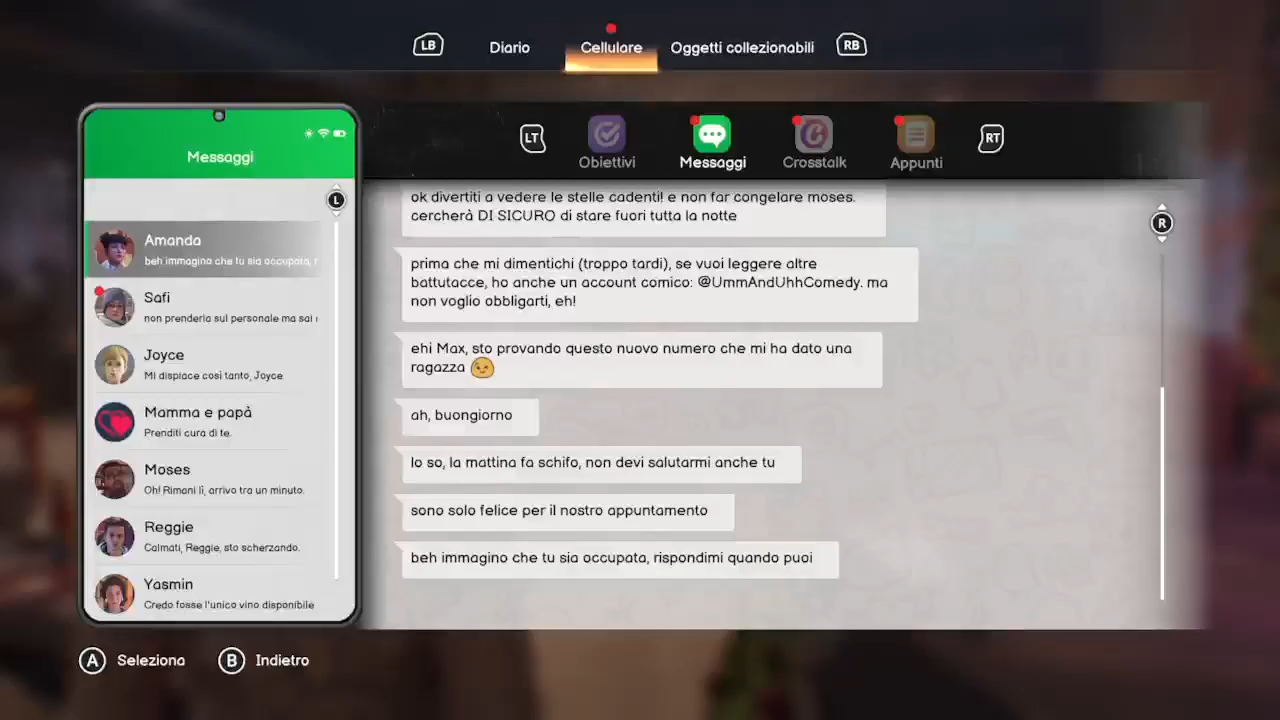 LB
Diario
Cellulare
Oggetti collezionabili
RB
LT
Obiettivi
Messaggi
Crosstalk
Appunti
RT
Messaggi
L
Amanda
beh immagino che tu sia occupata, r
Safi
non prenderla sul personale ma sai
Joyce
Mi dispiace così tanto, Joyce
Mamma e papà
Prenditi cura di te.
Moses
Oh! Rimani lì, arrivo tra un minuto.
Reggie
Calmati, Reggie, sto scherzando.
Yasmin
Credo fosse l'unico vino disponibile
ok divertiti a vedere le stelle cadenti! e non far congelare moses.
cercherà DI SICURO di stare fuori tutta la notte
prima che mi dimentichi (troppo tardi), se vuoi leggere altre
battutacce, ho anche un account comico: @UmmAndUhhComedy. ma
non voglio obbligarti, eh!
ehi Max, sto provando questo nuovo numero che mi ha dato una
ragazza
ah, buongiorno
lo so, la mattina fa schifo, non devi salutarmi anche tu
sono solo felice per il nostro appuntamento
beh immagino che tu sia occupata, rispondimi quando puoi
R
A Seleziona
B Indietro